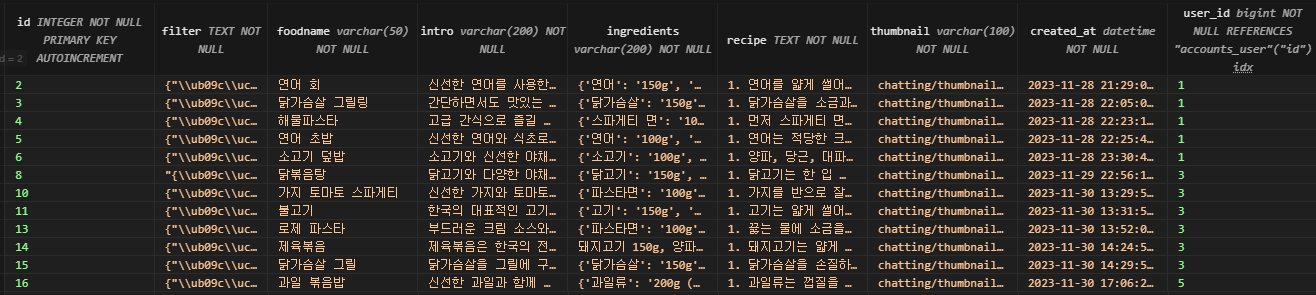 id INTEGER NOT NULL PRIMARY KEY AUTOINCREMENT filter TEXT NOT NULL foodname varchar(50) NOT NULL intro varchar(200) NOT NULL ingredients varchar(200) NOT NULL recipe TEXT NOT NULL thumbnail varchar(100) NOT NULL created_at datetime NOT NULL user_id bigint NOT NULL REFERENCES "accounts_user"("id") idx
d = 2
2 {"\\ub09c\\uc… 연어 회 신선한 연어를 사용한… {'연어': '150g', '… 1. 연어를 얇게 썰어… chatting/thumbnail… 2023-11-28 21:29:0… 1
3 {"\\ub09c\\uc… 닭가슴살 그릴링 간단하면서도 맛있는 … {'닭가슴살': '150g'… 1. 닭가슴살을 소금과… chatting/thumbnail… 2023-11-28 22:05:0… 1
4 {"\\ub09c\\uc… 해물파스타 고급 간식으로 즐길 … {'스파게티 면': '10… 1. 먼저 스파게티 면… chatting/thumbnail… 2023-11-28 22:23:1… 1
5 {"\\ub09c\\uc… 연어 초밥 신선한 연어와 식초로… {'연어': '100g', '… 1. 연어는 적당한 크… chatting/thumbnail… 2023-11-28 22:25:4… 1
6 {"\\ub09c\\uc… 소고기 덮밥 소고기와 신선한 야채… {'소고기': '100g', … 1. 양파, 당근, 대파… chatting/thumbnail… 2023-11-28 23:30:4… 1
8 "{\\ub09c\\uc… 닭볶음탕 닭고기와 다양한 야채… {'닭고기': '150g', … 1. 닭고기는 한 입 … chatting/thumbnail… 2023-11-29 22:56:1… 3
10 {"\\ub09c\\uc… 가지 토마토 스파게티 신선한 가지와 토마토… {'파스타면': '100g'… 1. 가지를 반으로 잘… chatting/thumbnail… 2023-11-30 13:29:5… 3
11 {"\\ub09c\\uc… 불고기 한국의 대표적인 고기… {'고기': '150g', '… 1. 고기는 얇게 썰어… chatting/thumbnail… 2023-11-30 13:31:5… 3
13 {"\\ub09c\\uc… 로제 파스타 부드러운 크림 소스와… {'파스타면': '100g'… 1. 끓는 물에 소금을… chatting/thumbnail… 2023-11-30 13:52:0… 3
14 {"\\ub09c\\uc… 제육볶음 제육볶음은 한국의 전… 돼지고기 150g, 양파… 1. 돼지고기는 얇게 … chatting/thumbnail… 2023-11-30 14:24:5… 3
15 {"\\ub09c\\uc… 닭가슴살 그릴 닭가슴살을 그릴에 구… {'닭가슴살': '150g'… 1. 닭가슴살을 손질하… chatting/thumbnail… 2023-11-30 14:29:5… 3
16 {"\\ub09c\\uc… 과일 볶음밥 신선한 과일과 함께 … {'과일류': '200g (… 1. 과일류는 껍질을 … chatting/thumbnail… 2023-11-30 17:06:2… 5